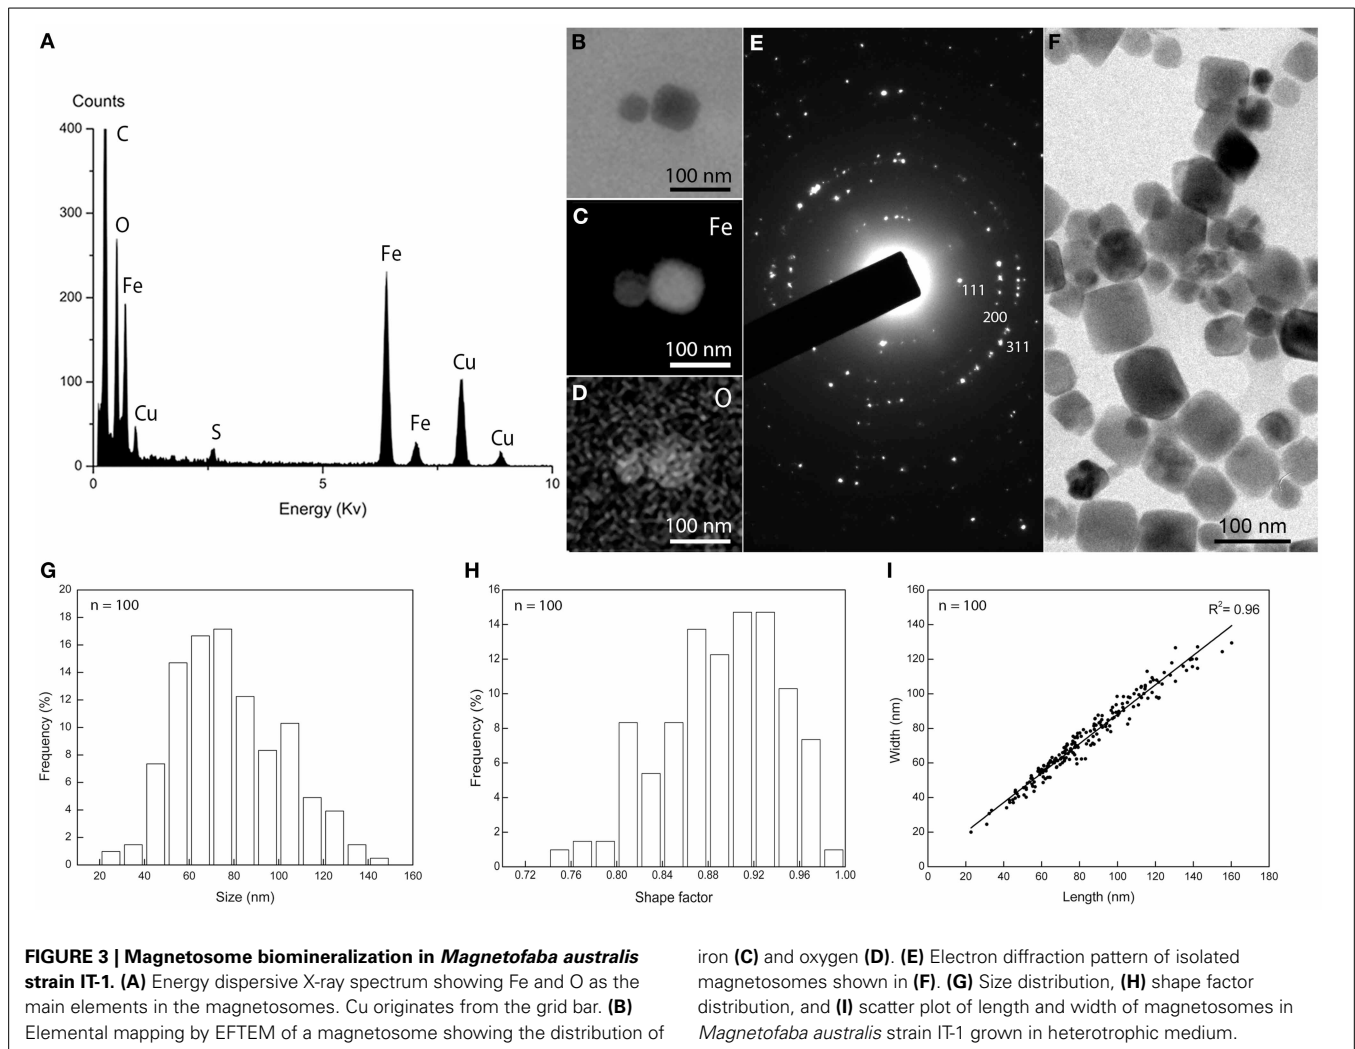 A
Counts
400
300
200
100
0
C
O
Fe
Cu
S
Fe
Fe
Cu
Cu
0
5
10
Energy (Kv)
B
100 nm
C
Fe
100 nm
D
O
100 nm
E
111
200
311
F
100 nm
G
n = 100
Frequency (%)
20
18
16
14
12
10
8
6
4
2
0
20 40 60 80 100 120 140 160
Size (nm)
H
n = 100
Frequency (%)
16
14
12
10
8
6
4
2
0
0.72 0.76 0.80 0.84 0.88 0.92 0.96 1.00
Shape factor
I
n = 100
R²= 0.96
Width (nm)
160
140
120
100
80
60
40
20
0
0 20 40 60 80 100 120 140 160 180
Length (nm)
FIGURE 3 | Magnetosome biomineralization in Magnetofaba australis
strain IT-1. (A) Energy dispersive X-ray spectrum showing Fe and O as the
main elements in the magnetosomes. Cu originates from the grid bar. (B)
Elemental mapping by EFTEM of a magnetosome showing the distribution of
iron (C) and oxygen (D). (E) Electron diffraction pattern of isolated
magnetosomes shown in (F). (G) Size distribution, (H) shape factor
distribution, and (I) scatter plot of length and width of magnetosomes in
Magnetofaba australis strain IT-1 grown in heterotrophic medium.